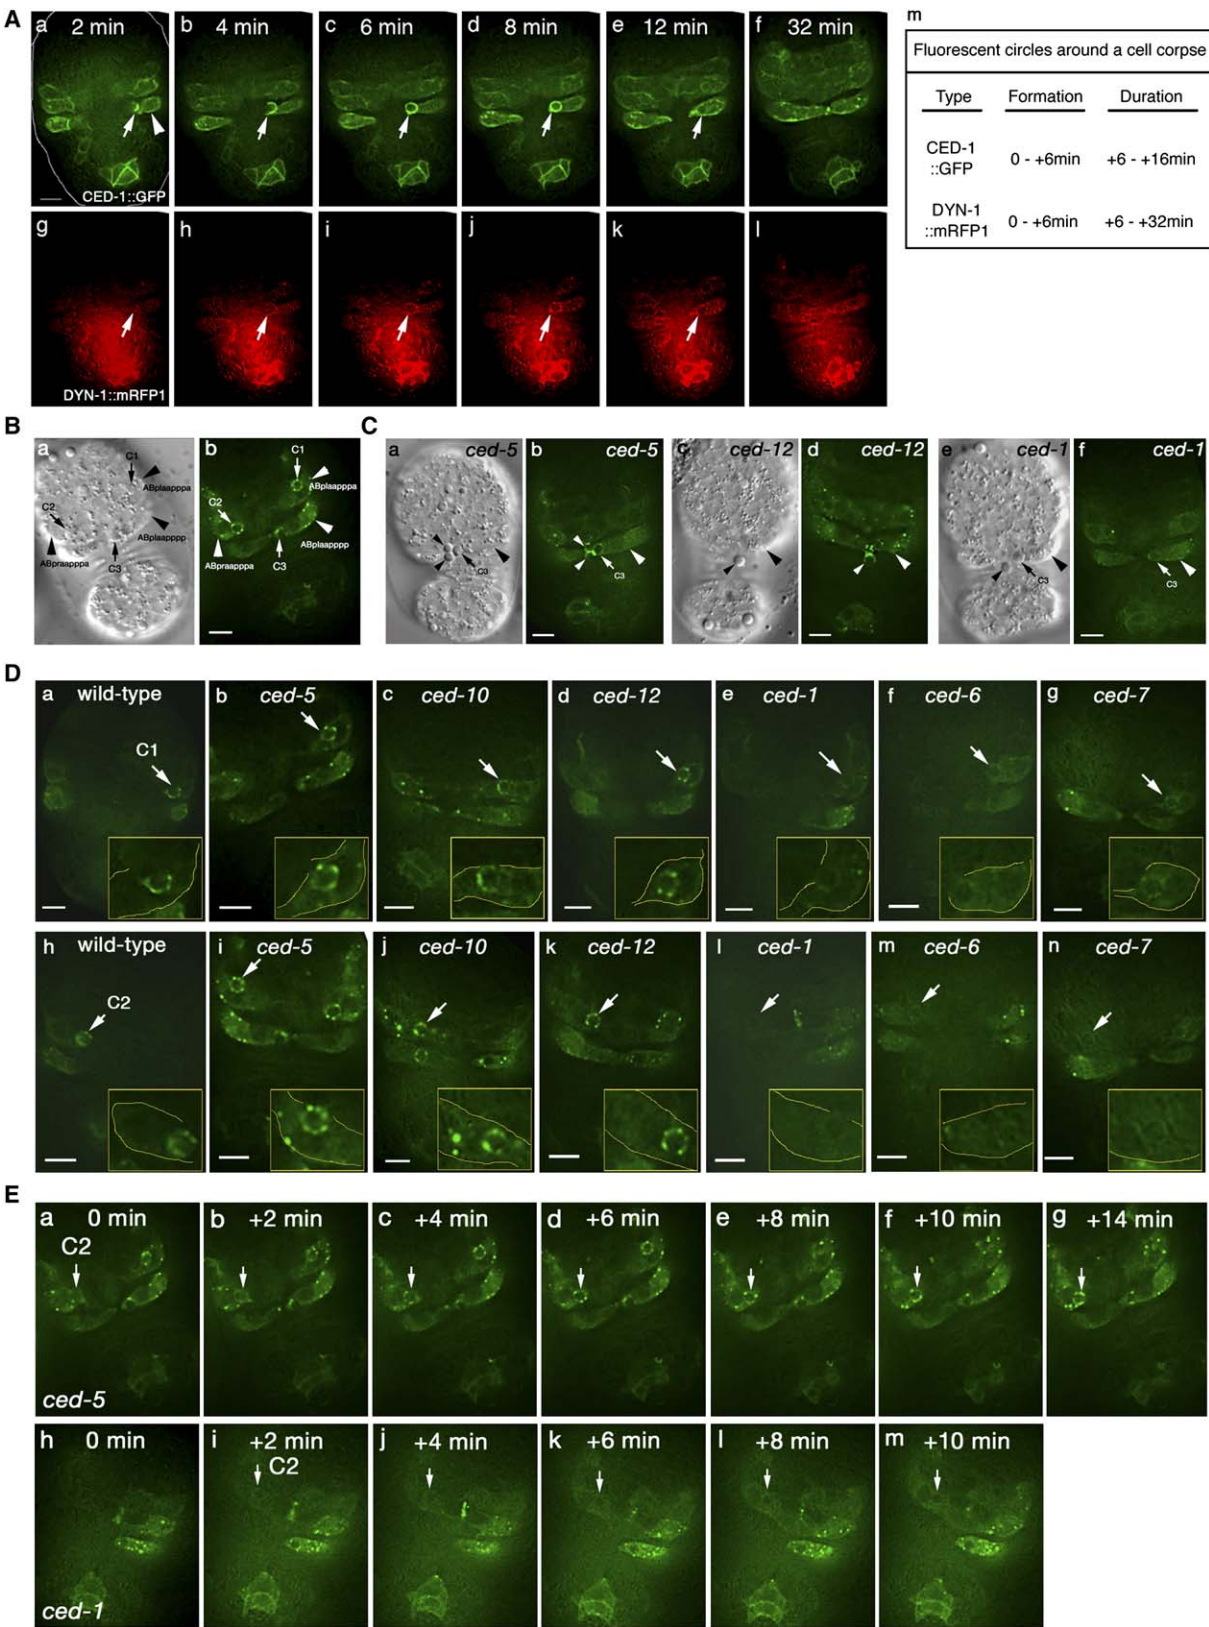 A
a 2 min
b 4 min
c 6 min
d 8 min
e 12 min
f 32 min
CED-1::GFP
g
h
i
j
k
l
DYN-1::mRFP1
m
Fluorescent circles around a cell corpse
Type Formation Duration
CED-1
::GFP
0 - +6min
+6 - +16min
DYN-1
::mRFP1
0 - +6min
+6 - +32min
B
a
C1
ABplaapppa
C2
ABplaapppp
ABpraapppa
C3
b
C1
ABplaapppa
C2
ABpraapppa
ABplaapppp
C3
C
a ced-5
C3
b ced-5
C3
c ced-12
d ced-12
C3
e ced-1
C3
f ced-1
C3
D
a wild-type
C1
b ced-5
c ced-10
d ced-12
e ced-1
f ced-6
g ced-7
h wild-type
C2
i ced-5
j ced-10
k ced-12
l ced-1
m ced-6
n ced-7
E
a 0 min
C2
ced-5
b +2 min
c +4 min
d +6 min
e +8 min
f +10 min
g +14 min
h 0 min
ced-1
i +2 min
C2
j +4 min
k +6 min
l +8 min
m +10 min